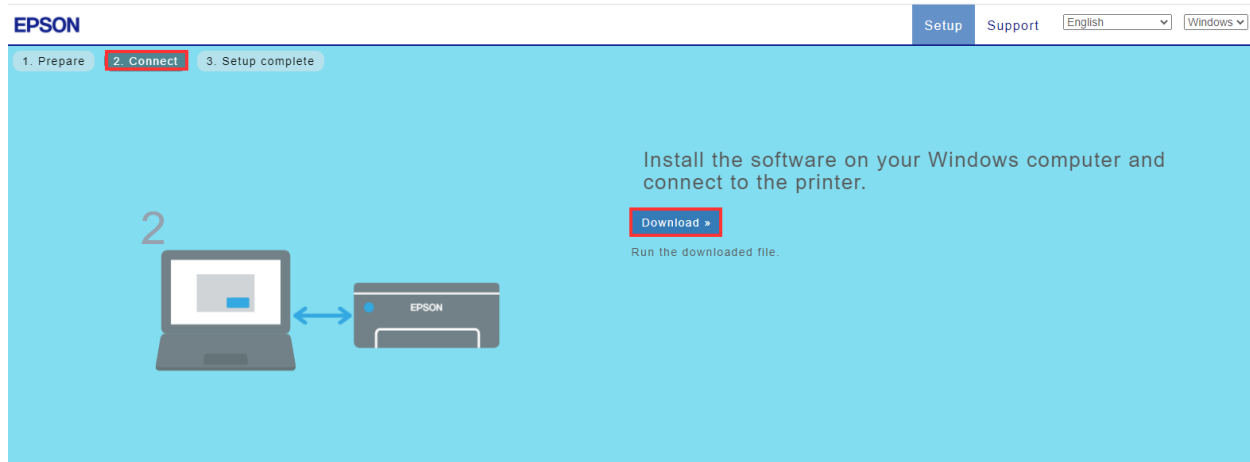 EPSON
Setup
Support
English
Windows
1. Prepare
2. Connect
3. Setup complete
Install the software on your Windows computer and
connect to the printer.
Download »
Run the downloaded file.
2
EPSON